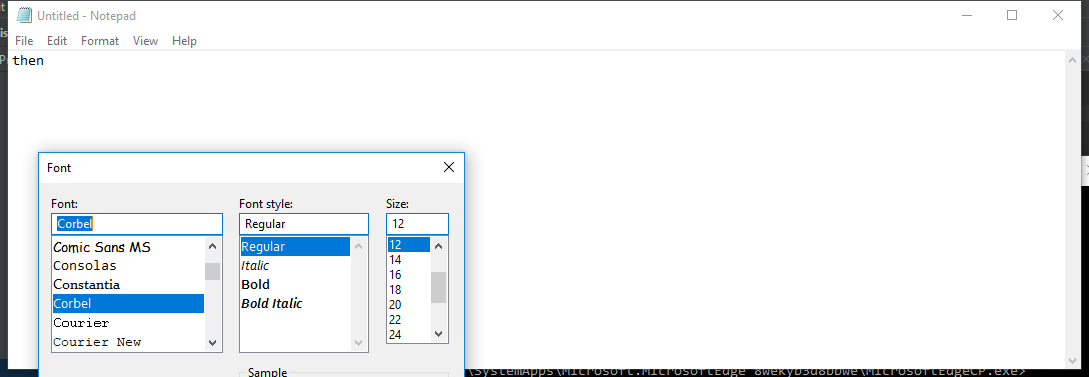 Untitled - Notepad
File Edit Format View Help
then
Font
Font: Font style: Size:
Corbel Regular 12
Comic Sans MS Regular 12
Consolas Italic 14
Constantia Bold 16
Corbel Bold Italic 18
Courier 20
Courier New 22
24
Sample
\SystemApps\Microsoft.MicrosoftEdge_8wekyb3d8bbwe\MicrosoftEdgeCP.exe>